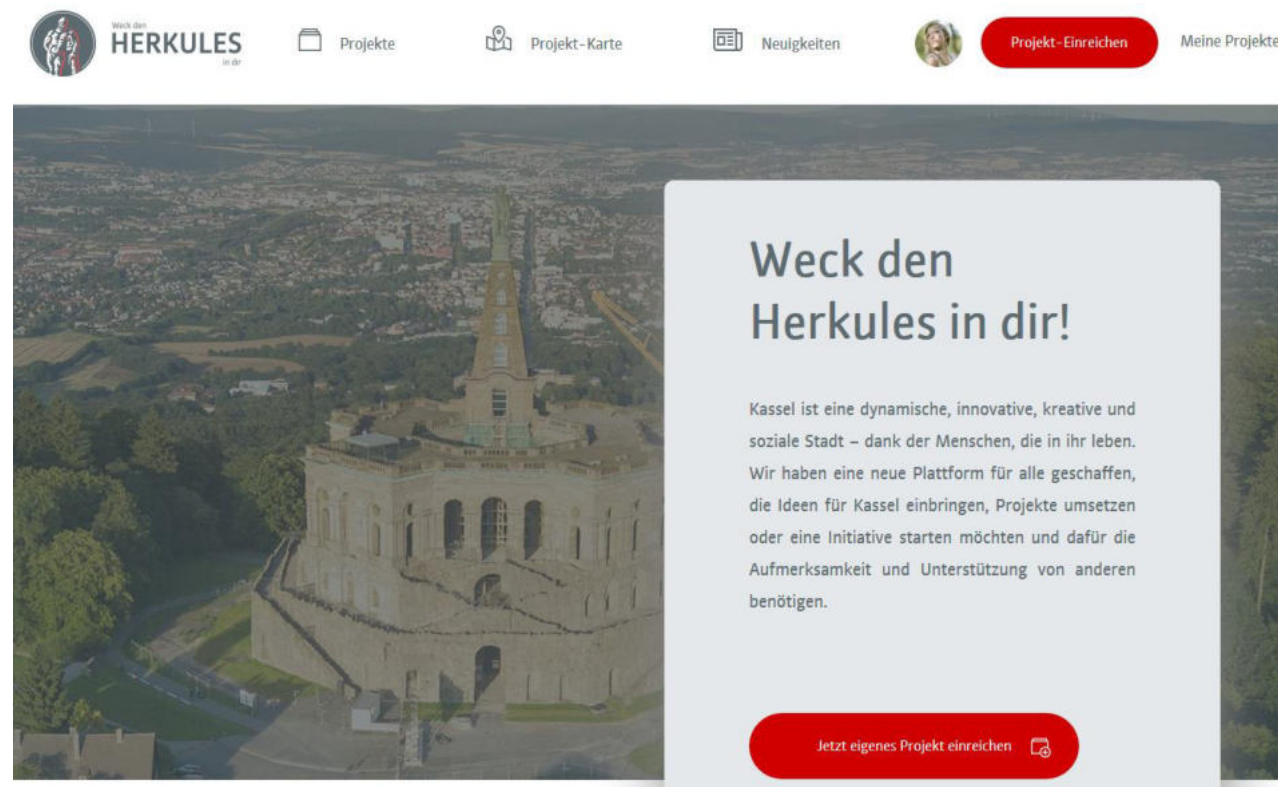 Weck den
HERKULES
in dir
Projekte
Projekt-Karte
Neuigkeiten
Projekt-Einreichen
Meine Projekte
Weck den
Herkules in dir!
Kassel ist eine dynamische, innovative, kreative und
soziale Stadt – dank der Menschen, die in ihr leben.
Wir haben eine neue Plattform für alle geschaffen,
die Ideen für Kassel einbringen, Projekte umsetzen
oder eine Initiative starten möchten und dafür die
Aufmerksamkeit und Unterstützung von anderen
benötigen.
Jetzt eigenes Projekt einreichen